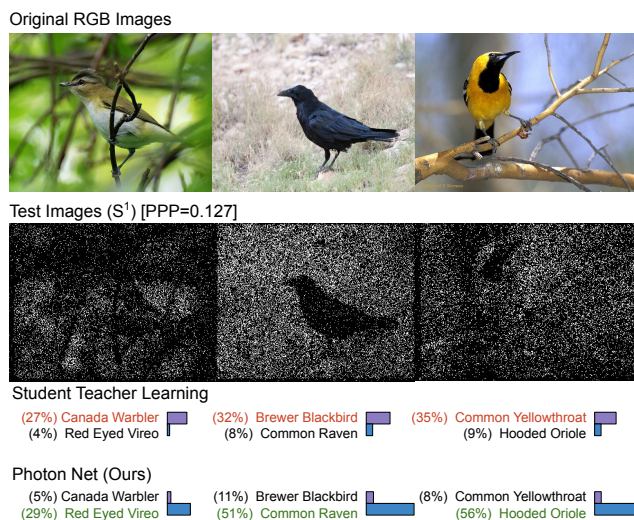 Original RGB Images
Test Images (S¹) [PPP=0.127]
Student Teacher Learning
(27%) Canada Warbler (32%) Brewer Blackbird (35%) Common Yellowthroat
(4%) Red Eyed Vireo (8%) Common Raven (9%) Hooded Oriole
Photon Net (Ours)
(5%) Canada Warbler (11%) Brewer Blackbird (8%) Common Yellowthroat
(29%) Red Eyed Vireo (51%) Common Raven (56%) Hooded Oriole